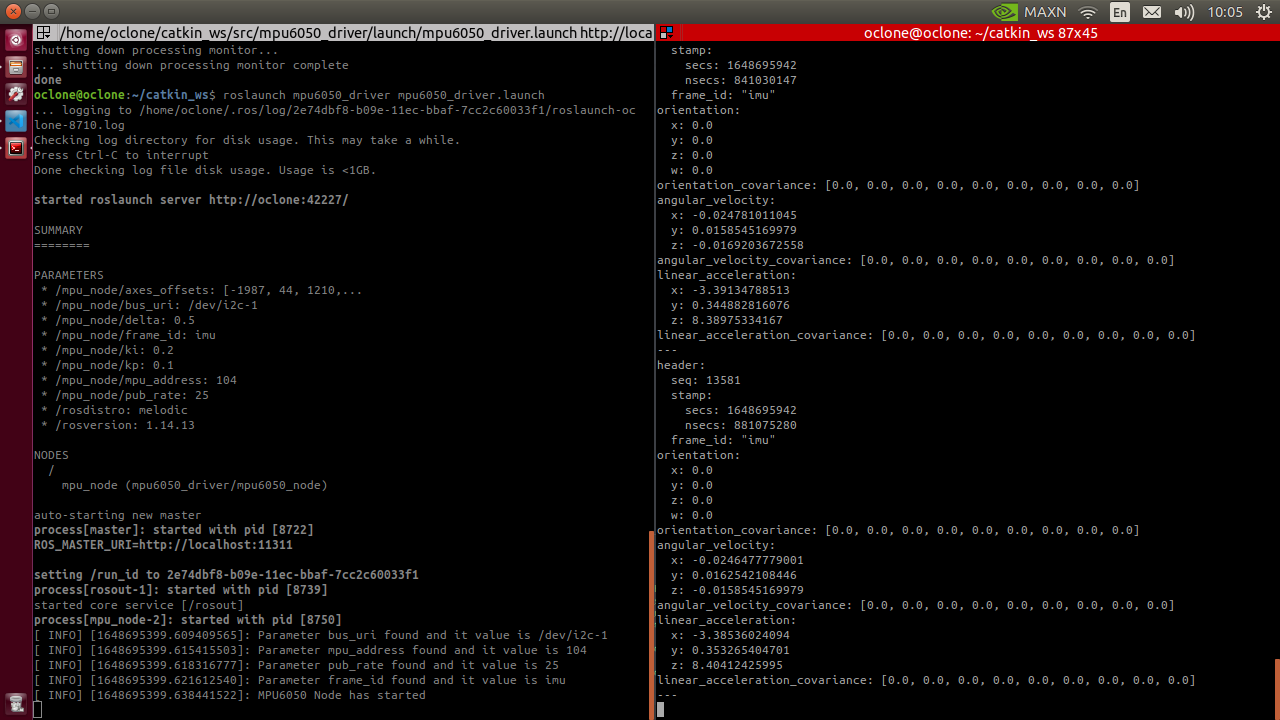 MAXN
En
10:05
/home/oclone/catkin_ws/src/mpu6050_driver/launch/mpu6050_driver.launch http://loca
shutting down processing monitor...
... shutting down processing monitor complete
done
oclone@oclone:~/catkin_ws$ roslaunch mpu6050_driver mpu6050_driver.launch
... logging to /home/oclone/.ros/log/2e74dbf8-b09e-11ec-bbaf-7cc2c60033f1/roslaunch-oc
lone-8710.log
Checking log directory for disk usage. This may take a while.
Press Ctrl-C to interrupt
Done checking log file disk usage. Usage is <1GB.
started roslaunch server http://oclone:42227/
SUMMARY
========
PARAMETERS
* /mpu_node/axes_offsets: [-1987, 44, 1210,...
* /mpu_node/bus_uri: /dev/i2c-1
* /mpu_node/delta: 0.5
* /mpu_node/frame_id: imu
* /mpu_node/ki: 0.2
* /mpu_node/kp: 0.1
* /mpu_node/mpu_address: 104
* /mpu_node/pub_rate: 25
* /rosdistro: melodic
* /rosversion: 1.14.13
NODES
/
mpu_node (mpu6050_driver/mpu6050_node)
auto-starting new master
process[master]: started with pid [8722]
ROS_MASTER_URI=http://localhost:11311
setting /run_id to 2e74dbf8-b09e-11ec-bbaf-7cc2c60033f1
process[rosout-1]: started with pid [8739]
started core service [/rosout]
process[mpu_node-2]: started with pid [8750]
[ INFO] [1648695399.609409565]: Parameter bus_uri found and it value is /dev/i2c-1
[ INFO] [1648695399.615415503]: Parameter mpu_address found and it value is 104
[ INFO] [1648695399.618316777]: Parameter pub_rate found and it value is 25
[ INFO] [1648695399.621612540]: Parameter frame_id found and it value is imu
[ INFO] [1648695399.638441522]: MPU6050 Node has started
oclone@oclone: ~/catkin_ws 87x45
stamp:
secs: 1648695942
nsecs: 841030147
frame_id: "imu"
orientation:
x: 0.0
y: 0.0
z: 0.0
w: 0.0
orientation_covariance: [0.0, 0.0, 0.0, 0.0, 0.0, 0.0, 0.0, 0.0, 0.0]
angular_velocity:
x: -0.024781011045
y: 0.0158545169979
z: -0.0169203672558
angular_velocity_covariance: [0.0, 0.0, 0.0, 0.0, 0.0, 0.0, 0.0, 0.0, 0.0]
linear_acceleration:
x: -3.39134788513
y: 0.344882816076
z: 8.38975334167
linear_acceleration_covariance: [0.0, 0.0, 0.0, 0.0, 0.0, 0.0, 0.0, 0.0, 0.0]
---
header:
seq: 13581
stamp:
secs: 1648695942
nsecs: 881075280
frame_id: "imu"
orientation:
x: 0.0
y: 0.0
z: 0.0
w: 0.0
orientation_covariance: [0.0, 0.0, 0.0, 0.0, 0.0, 0.0, 0.0, 0.0, 0.0]
angular_velocity:
x: -0.0246477779001
y: 0.0162542108446
z: -0.0158545169979
angular_velocity_covariance: [0.0, 0.0, 0.0, 0.0, 0.0, 0.0, 0.0, 0.0, 0.0]
linear_acceleration:
x: -3.38536024094
y: 0.353265404701
z: 8.40412425995
linear_acceleration_covariance: [0.0, 0.0, 0.0, 0.0, 0.0, 0.0, 0.0, 0.0, 0.0]
---